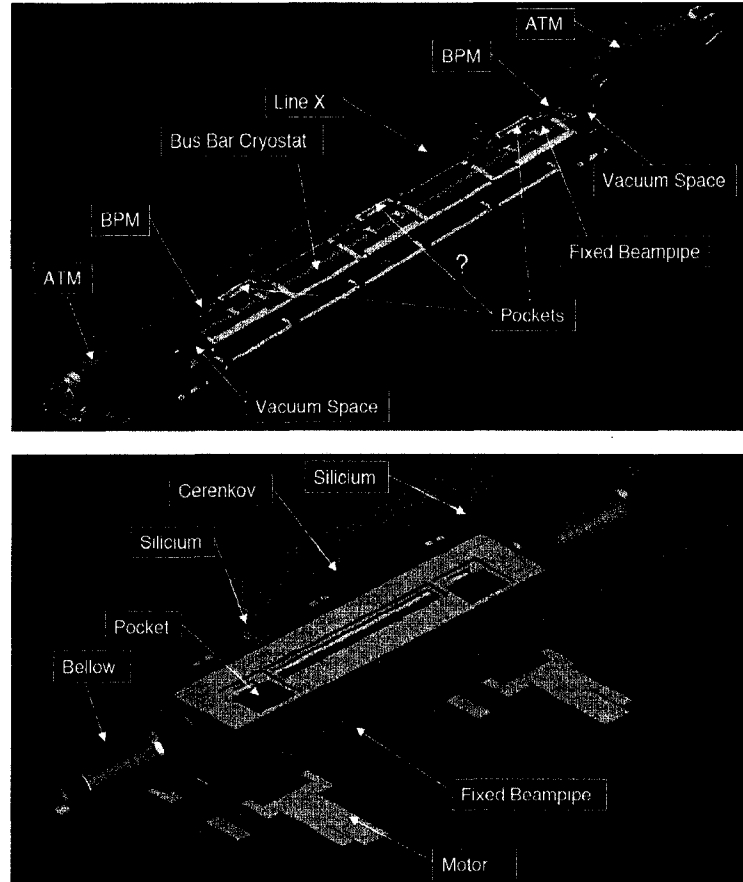 ATM
BPM
Line X
Bus Bar Cryostat
Vacuum Space
BPM
Fixed Beampipe
?
ATM
Pockets
Vacuum Space
Silicium
Cerenkov
Silicium
Pocket
Bellow
Fixed Beampipe
Motor